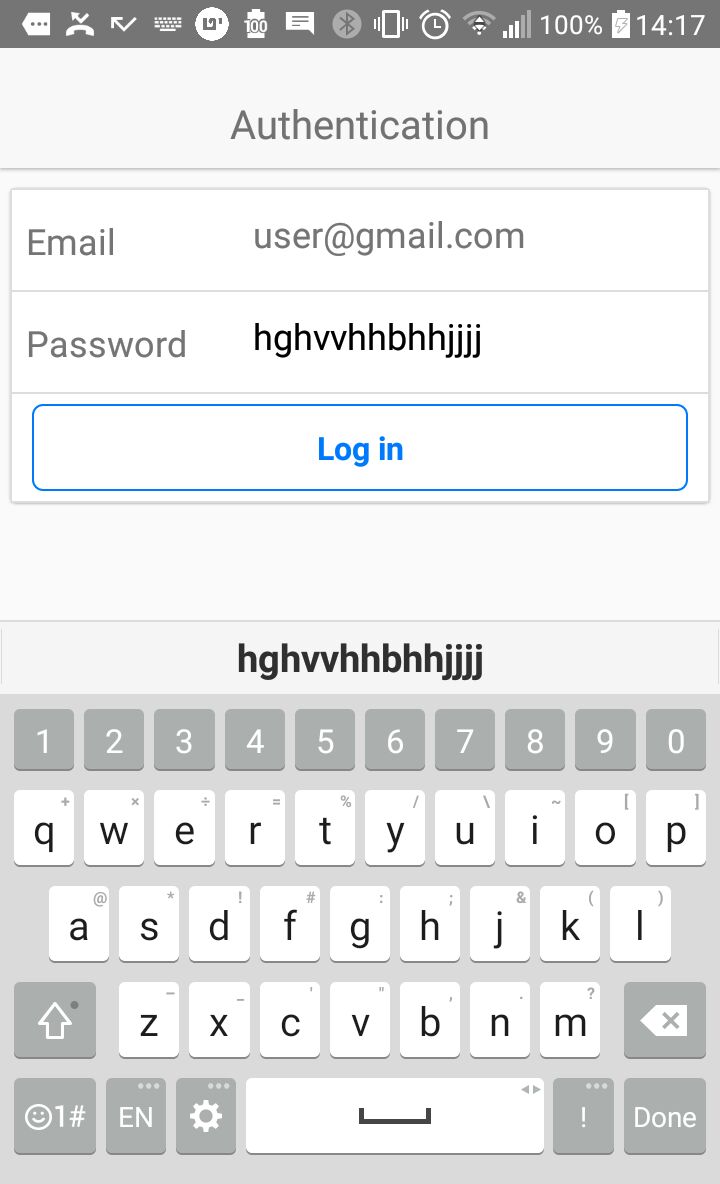 100% 14:17
Authentication
Email user@gmail.com
Password hghvvhhbhhjjjj
Log in
hghvvhhbhhjjjj
1 2 3 4 5 6 7 8 9 0
+ × ÷ = % / \ ~ [ ]
q w e r t y u i o p
@ * ! # : ; & ( )
a s d f g h j k l
– _ ' " , . ?
z x c v b n m
1# EN ! Done